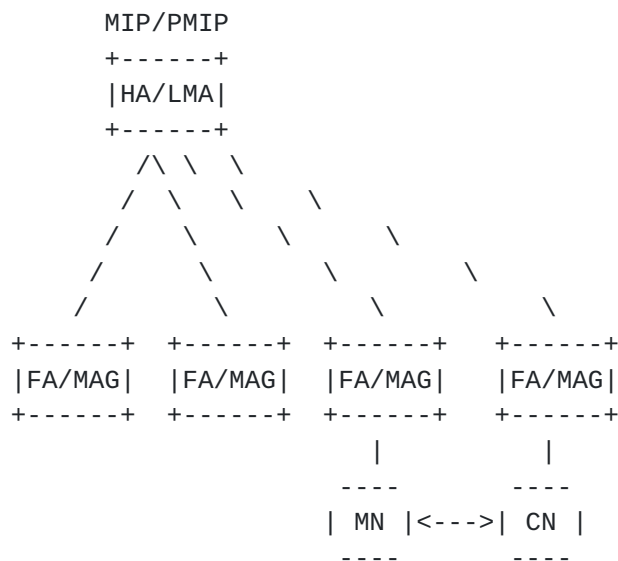 MIP/PMIP
+------+
|HA/LMA|
+------+
/\ \ \
/ \ \ \
/ \ \ \
/ \ \ \
/ \ \ \
+------+ +------+ +------+ +------+
|FA/MAG| |FA/MAG| |FA/MAG| |FA/MAG|
+------+ +------+ +------+ +------+
| |
---- ----
| MN |<--->| CN |
---- ----